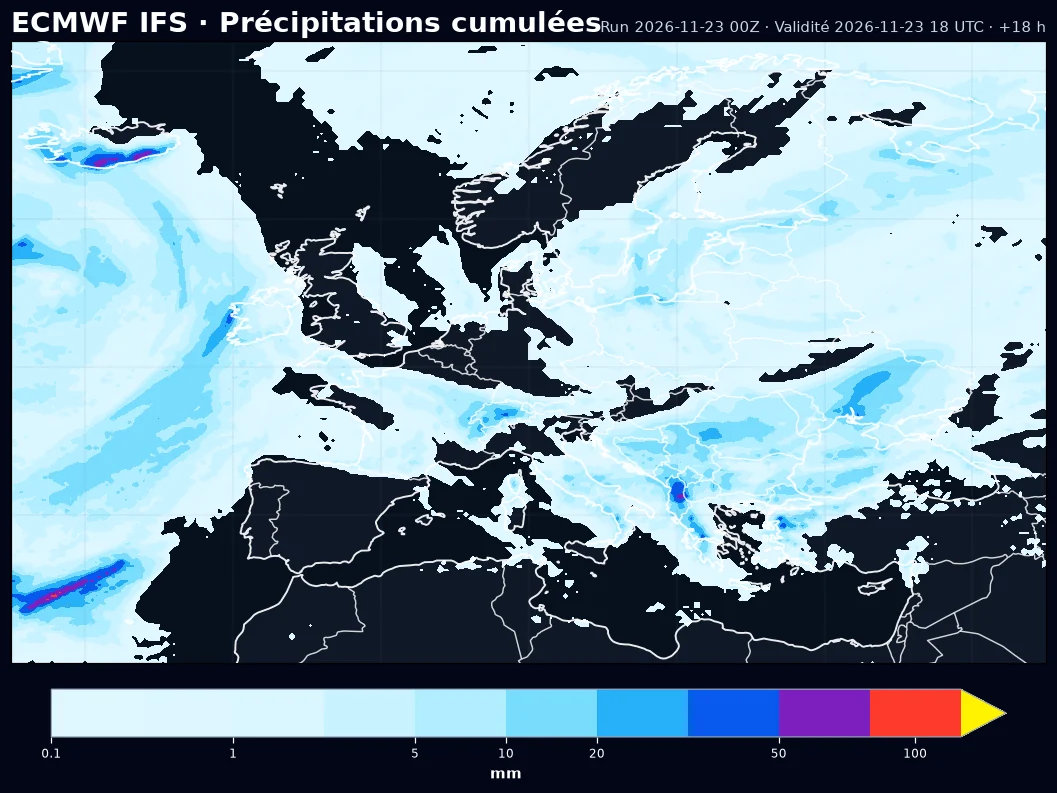 ECMWF IFS · Précipitations cumulées
Run 2026-11-23 00Z · Validité 2026-11-23 18 UTC · +18 h
0.1 1 5 10 20 50 100
mm